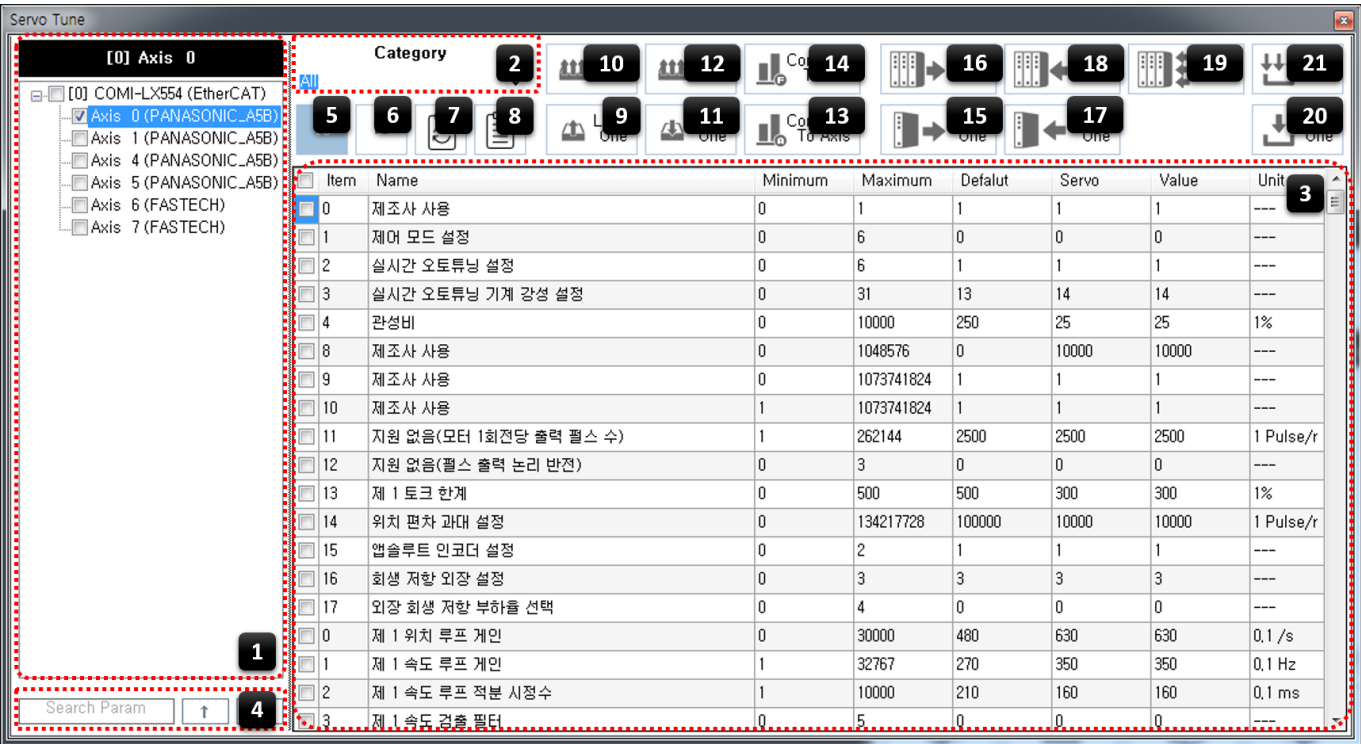 Servo Tune
[0] Axis 0
[0] COMI-LX554 (EtherCAT)
Axis 0 (PANASONIC_A5B)
Axis 1 (PANASONIC_A5B)
Axis 4 (PANASONIC_A5B)
Axis 5 (PANASONIC_A5B)
Axis 6 (FASTECH)
Axis 7 (FASTECH)
1
Search Param ↑ 4
Category 2
All
10 12 14 16 18 19 21
5 6 7 8 9 11 13 15 17 20
One One To Axis One One One
Item Name Minimum Maximum Defalut Servo Value Unit 3
0 제조사 사용 0 1 1 1 1 ---
1 제어 모드 설정 0 6 0 0 0 ---
2 실시간 오토튜닝 설정 0 6 1 1 1 ---
3 실시간 오토튜닝 기계 강성 설정 0 31 13 14 14 ---
4 관성비 0 10000 250 25 25 1%
8 제조사 사용 0 1048576 0 10000 10000 ---
9 제조사 사용 0 1073741824 1 1 1 ---
10 제조사 사용 1 1073741824 1 1 1 ---
11 지원 없음(모터 1회전당 출력 펄스 수) 1 262144 2500 2500 2500 1 Pulse/r
12 지원 없음(펄스 출력 논리 반전) 0 3 0 0 0 ---
13 제 1 토크 한계 0 500 500 300 300 1%
14 위치 편차 과대 설정 0 134217728 100000 10000 10000 1 Pulse/r
15 앱솔루트 인코더 설정 0 2 1 1 1 ---
16 회생 저항 외장 설정 0 3 3 3 3 ---
17 외장 회생 저항 부하율 선택 0 4 0 0 0 ---
0 제 1 위치 루프 게인 0 30000 480 630 630 0.1 /s
1 제 1 속도 루프 게인 1 32767 270 350 350 0.1 Hz
2 제 1 속도 루프 적분 시정수 1 10000 210 160 160 0.1 ms
3 제 1 속도 검출 필터 0 5 0 0 0 ---